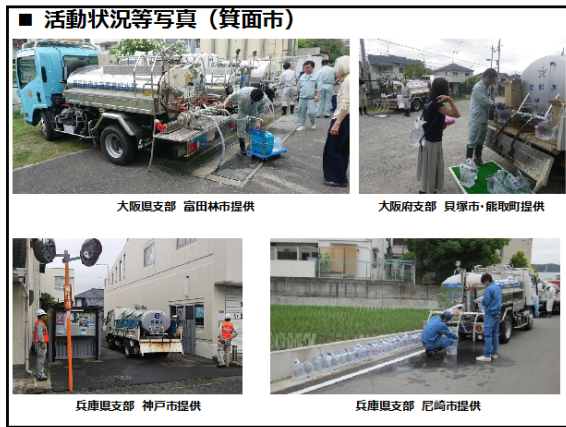 ■ 活動状況等写真（箕面市）
大阪県支部 富田林市提供
大阪府支部 貝塚市・熊取町提供
兵庫県支部 神戸市提供
兵庫県支部 尼崎市提供